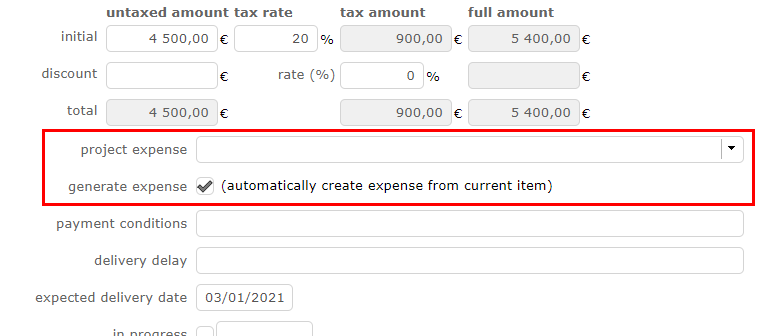 untaxed amount tax rate tax amount full amount
initial 4 500,00 € 20 % 900,00 € 5 400,00 €
discount € rate (%) 0 % €
total 4 500,00 € 900,00 € 5 400,00 €
project expense
generate expense (automatically create expense from current item)
payment conditions
delivery delay
expected delivery date 03/01/2021
in progress